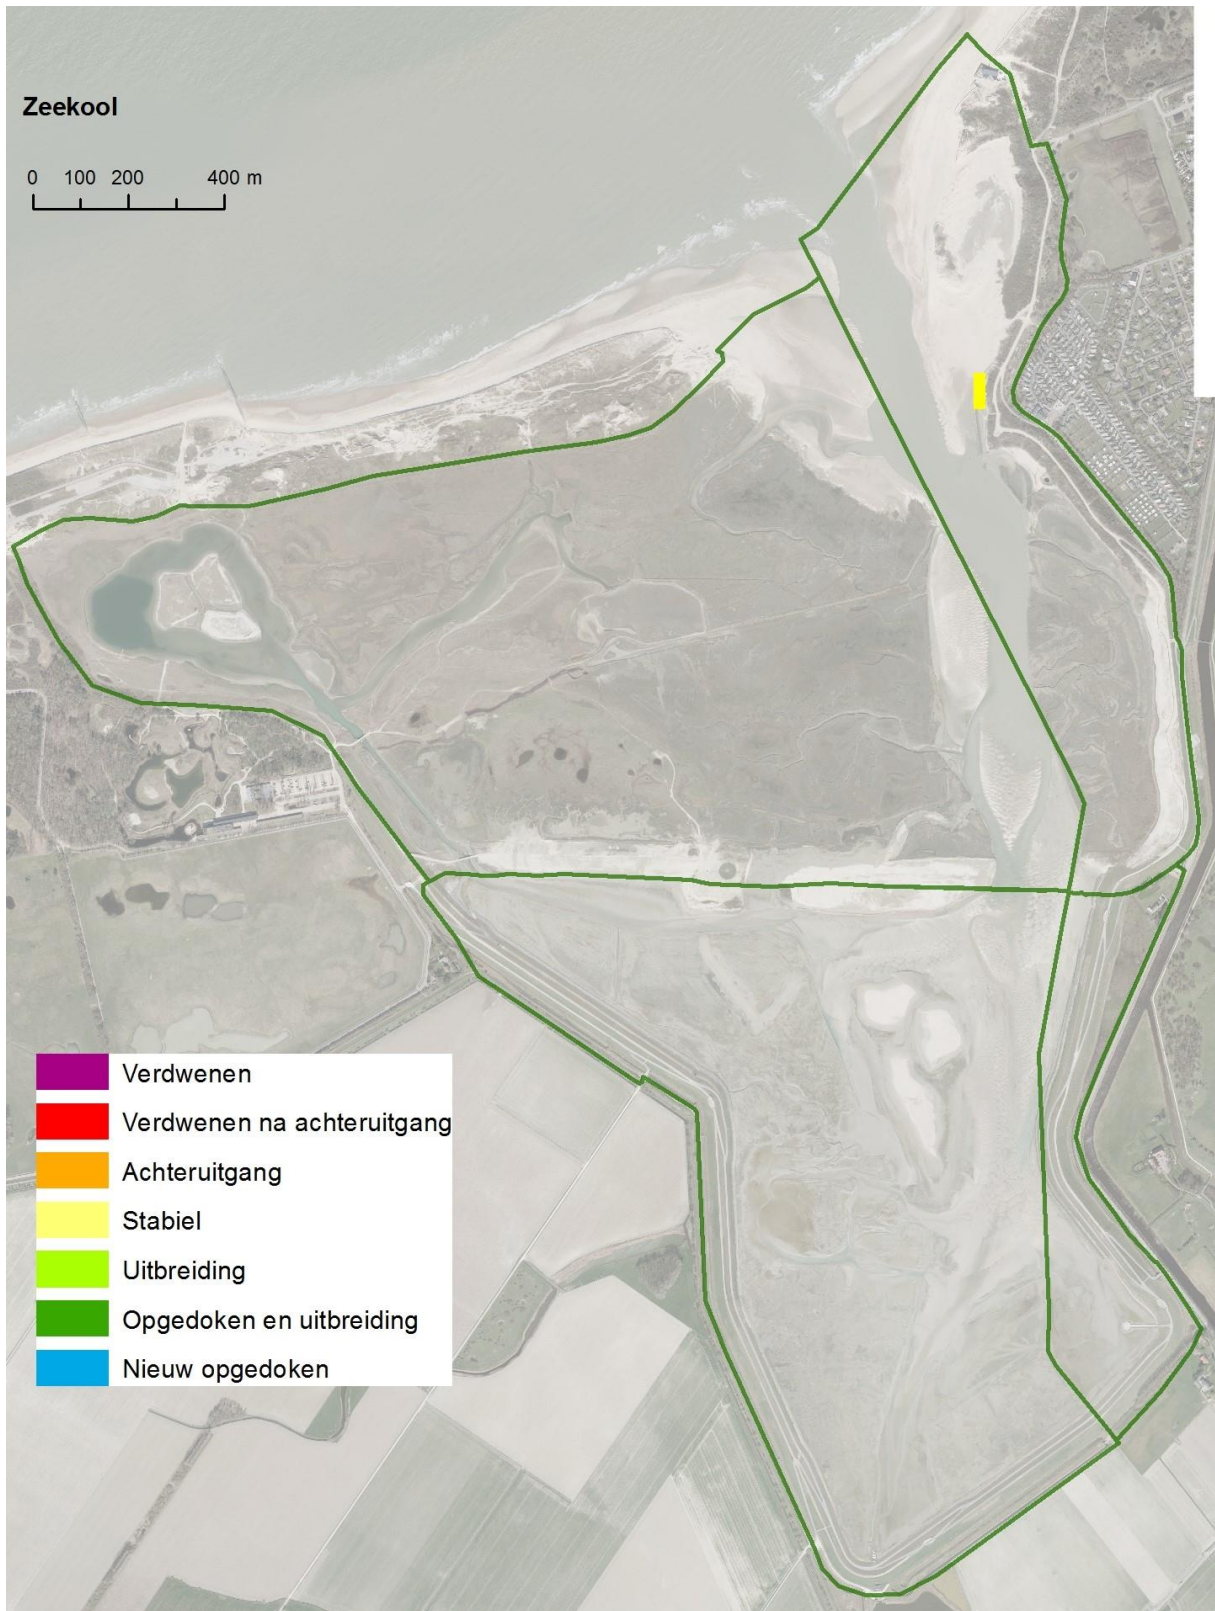 Zeekool
0 100 200 400 m
Verdwenen
Verdwenen na achteruitgang
Achteruitgang
Stabiel
Uitbreiding
Opgedoken en uitbreiding
Nieuw opgedoken